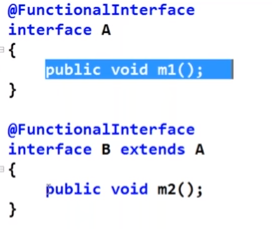 @FunctionalInterface
interface A
{
public void m1();
}
@FunctionalInterface
interface B extends A
{
public void m2();
}